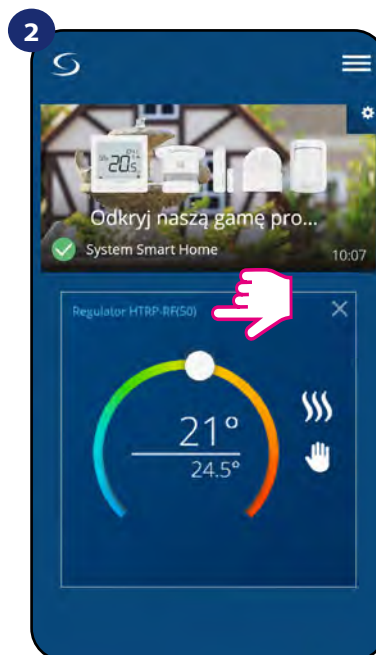 2
Odkryj naszą gamę pro...
System Smart Home
10:07
Regulator HTRP-RF(50)
21°
24.5°